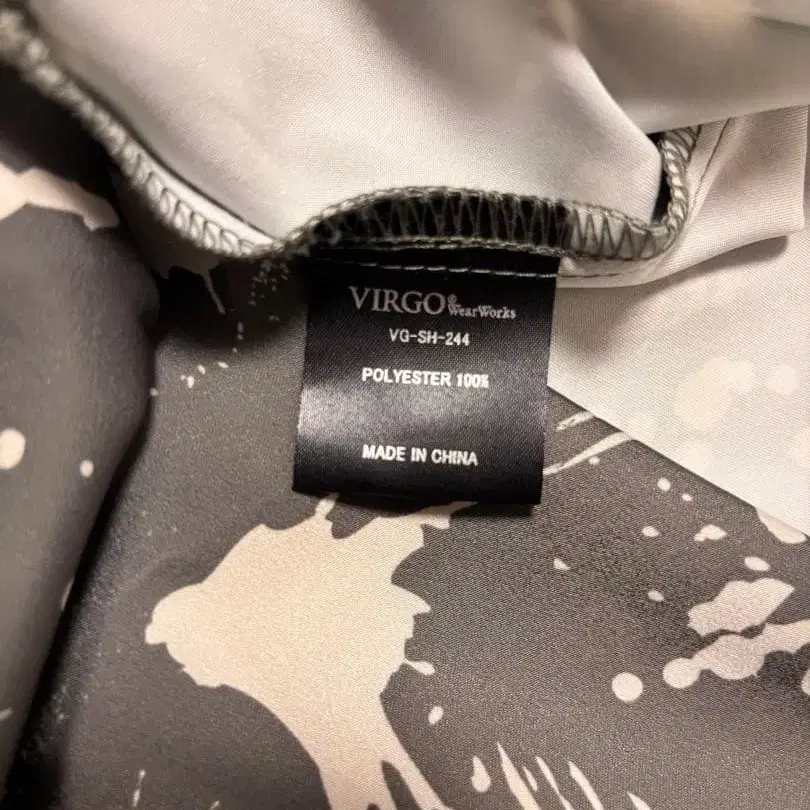 VIRGO® WearWorks
VG-SH-244
POLYESTER 100%
MADE IN CHINA